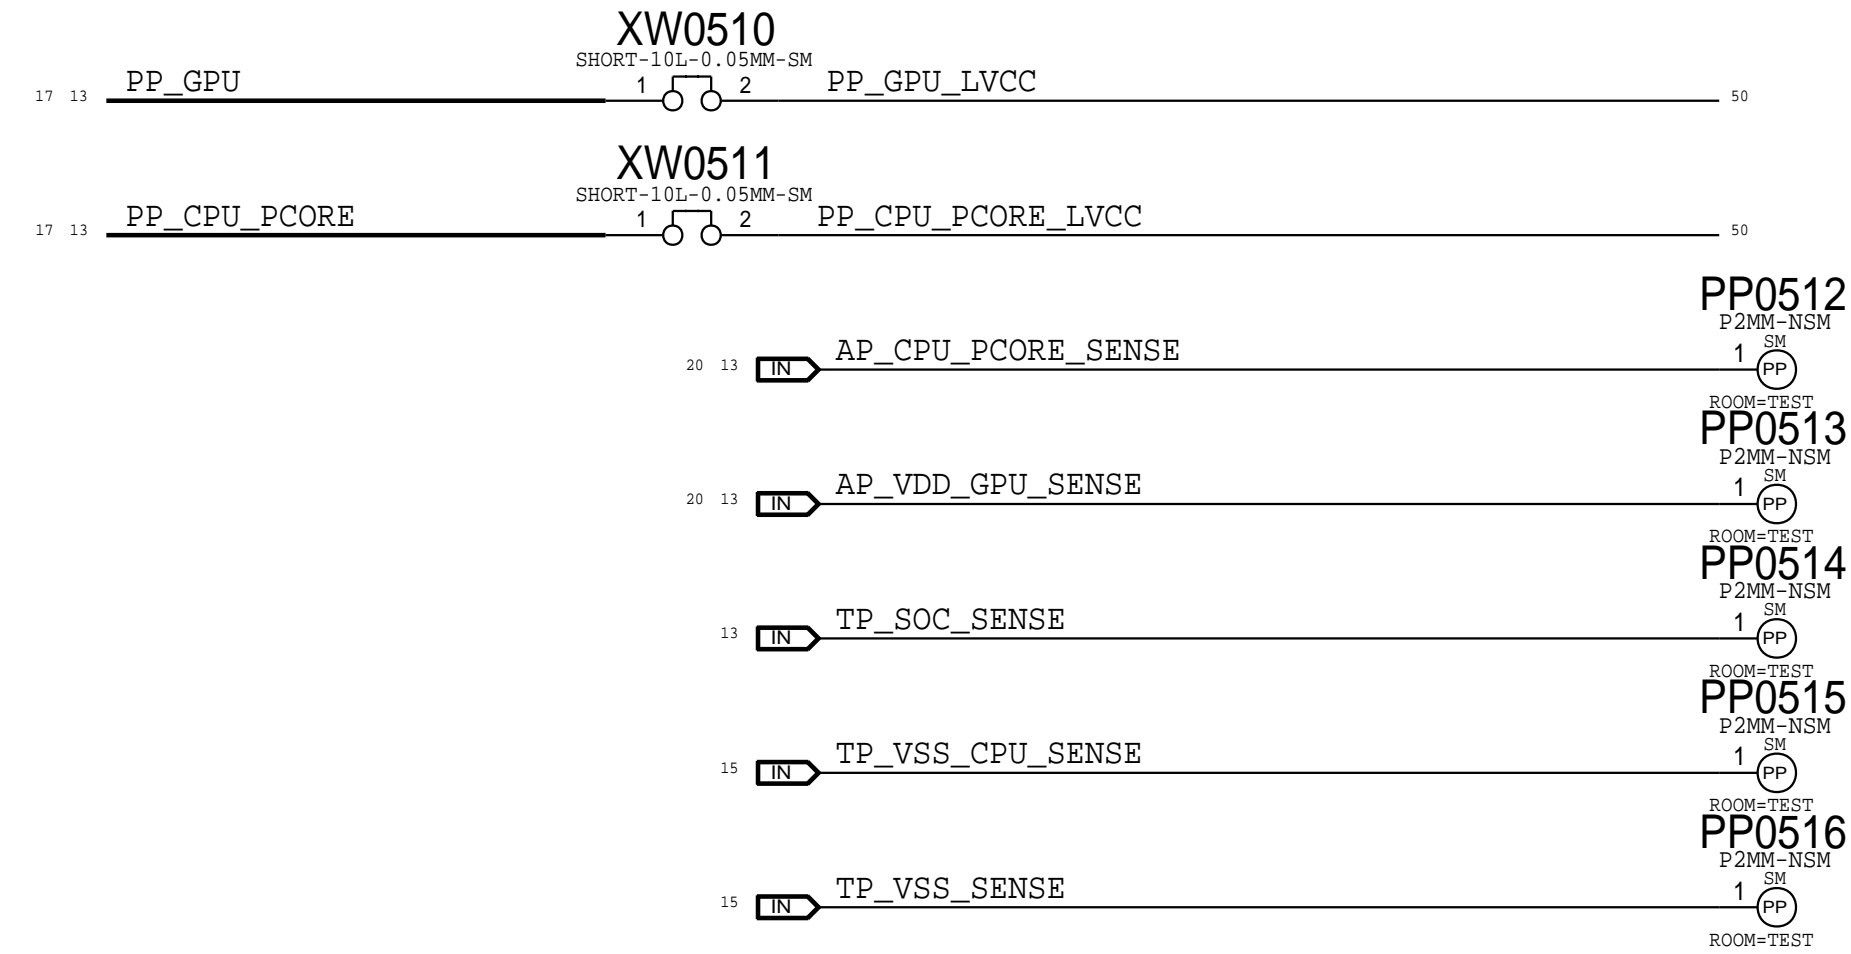 XW0510
SHORT-10L-0.05MM-SM
17 13 PP_GPU 1 2 PP_GPU_LVCC 50
XW0511
SHORT-10L-0.05MM-SM
17 13 PP_CPU_PCORE 1 2 PP_CPU_PCORE_LVCC 50
PP0512
P2MM-NSM
SM
20 13 IN AP_CPU_PCORE_SENSE 1 PP
ROOM=TEST
PP0513
P2MM-NSM
SM
20 13 IN AP_VDD_GPU_SENSE 1 PP
ROOM=TEST
PP0514
P2MM-NSM
SM
13 IN TP_SOC_SENSE 1 PP
ROOM=TEST
PP0515
P2MM-NSM
SM
15 IN TP_VSS_CPU_SENSE 1 PP
ROOM=TEST
PP0516
P2MM-NSM
SM
15 IN TP_VSS_SENSE 1 PP
ROOM=TEST